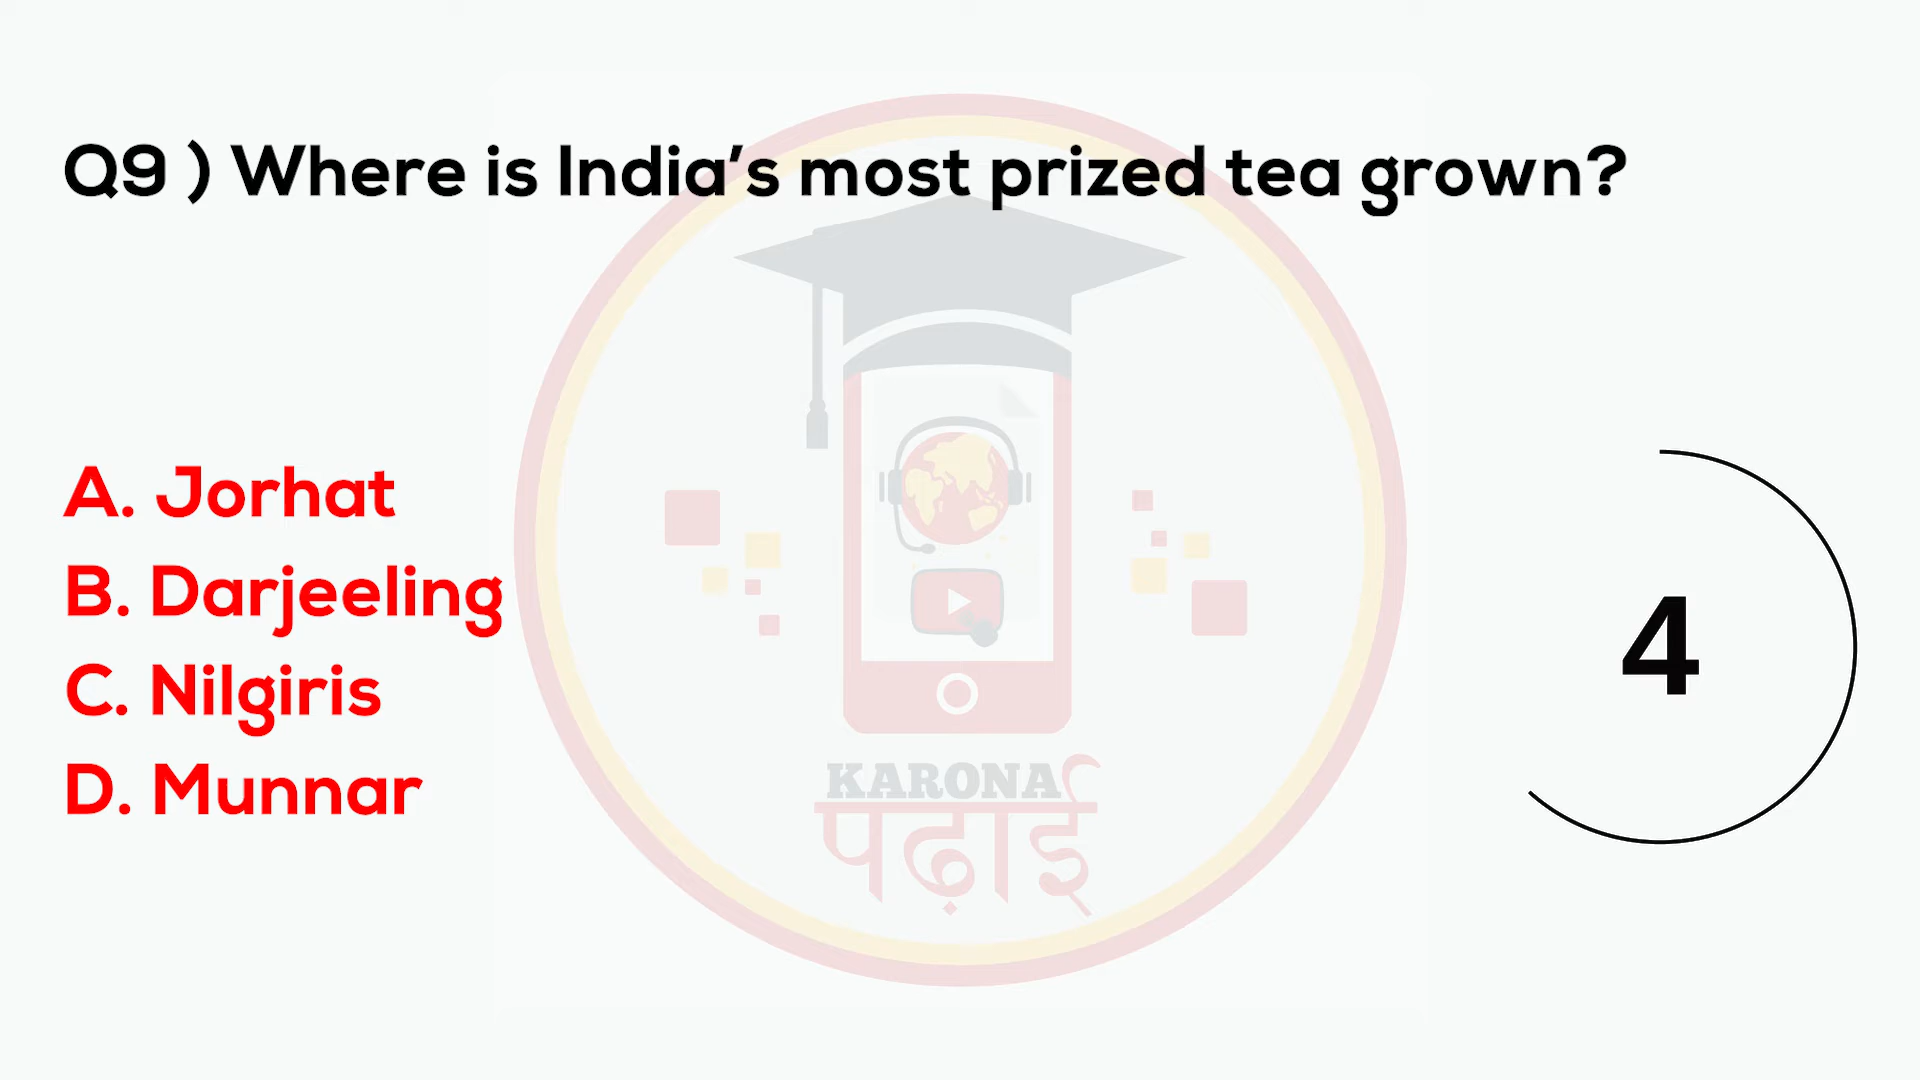 Q9 ) Where is India’s most prized tea grown?
A. Jorhat
B. Darjeeling
C. Nilgiris
D. Munnar
4
KARONA
पढ़ाई